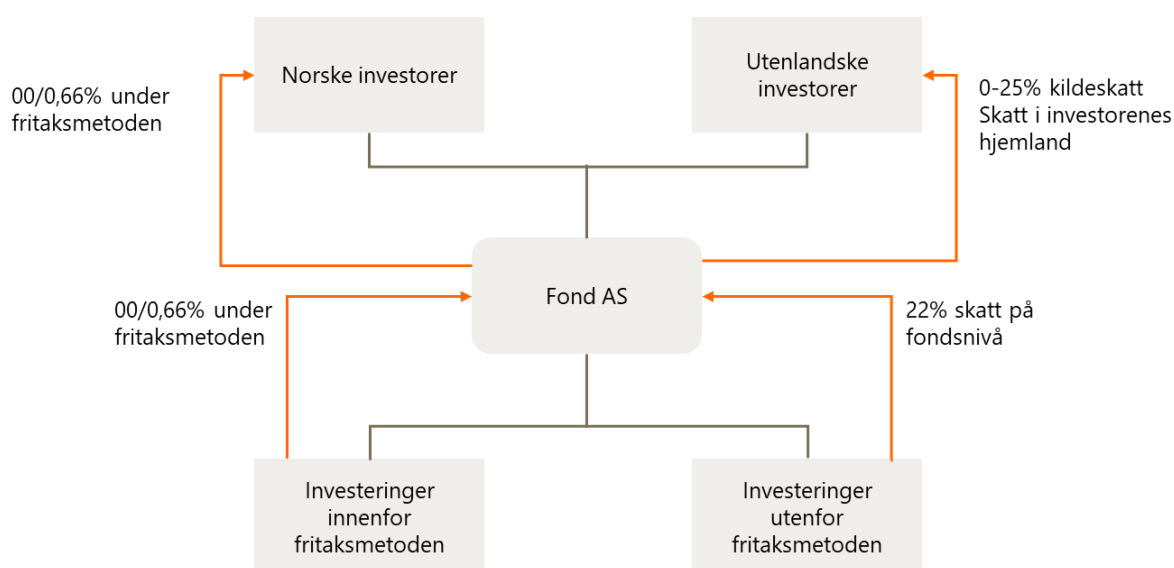 Norske investorer
Utenlandske
investorer
00/0,66% under
fritaksmetoden
0-25% kildeskatt
Skatt i investorenes
hjemland
Fond AS
00/0,66% under
fritaksmetoden
22% skatt på
fondsnivå
Investeringer
innenfor
fritaksmetoden
Investeringer
utenfor
fritaksmetoden